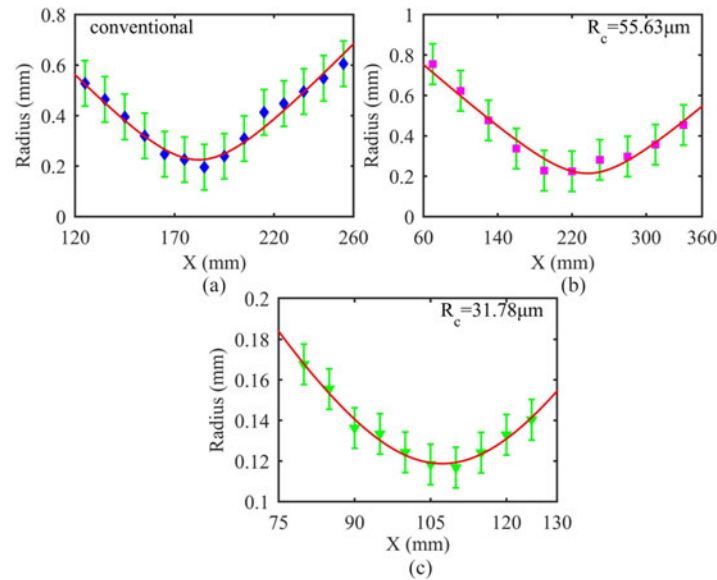 conventional
0.8
0.6
0.4
0.2
0
Radius (mm)
120 170 220 260
X (mm)
(a)
R_c=55.63μm
1
0.8
0.6
0.4
0.2
0
Radius (mm)
60 140 220 300 360
X (mm)
(b)
R_c=31.78μm
0.2
0.18
0.16
0.14
0.12
0.1
Radius (mm)
75 90 105 120 130
X (mm)
(c)